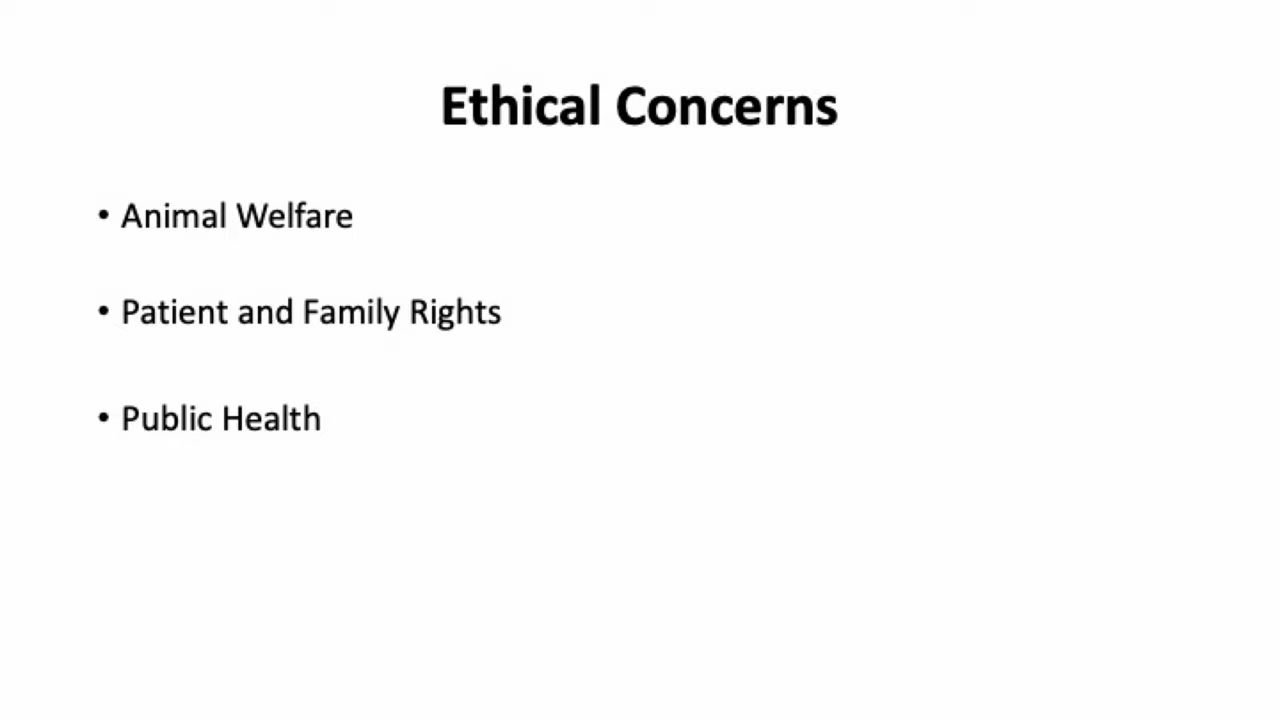 Ethical Concerns
• Animal Welfare
• Patient and Family Rights
• Public Health